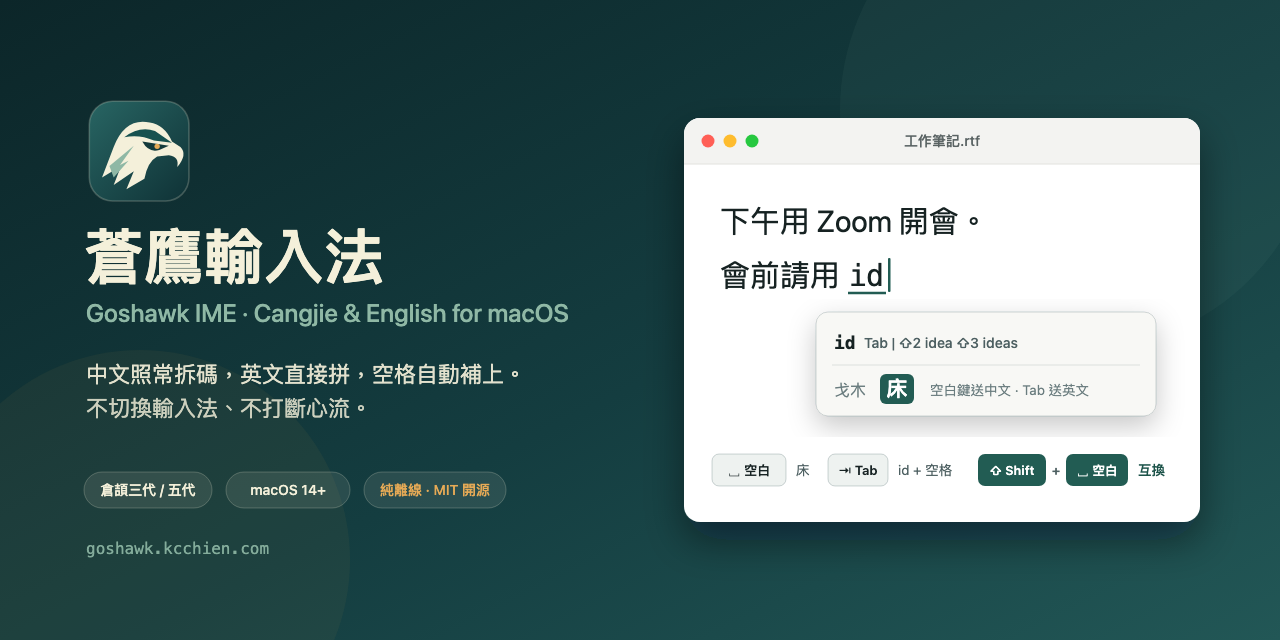 蒼鷹輸入法
Goshawk IME · Cangjie & English for macOS
中文照常拆碼，英文直接拼，空格自動補上。
不切換輸入法、不打斷心流。
倉頡三代 / 五代
macOS 14+
純離線 · MIT 開源
goshawk.kcchien.com
工作筆記.rtf
下午用 Zoom 開會。
會前請用 id
id Tab | ⇧2 idea ⇧3 ideas
戈木 床 空白鍵送中文 · Tab 送英文
⎵ 空白 床 ⇥ Tab id + 空格 ⇧ Shift + ⎵ 空白 互換